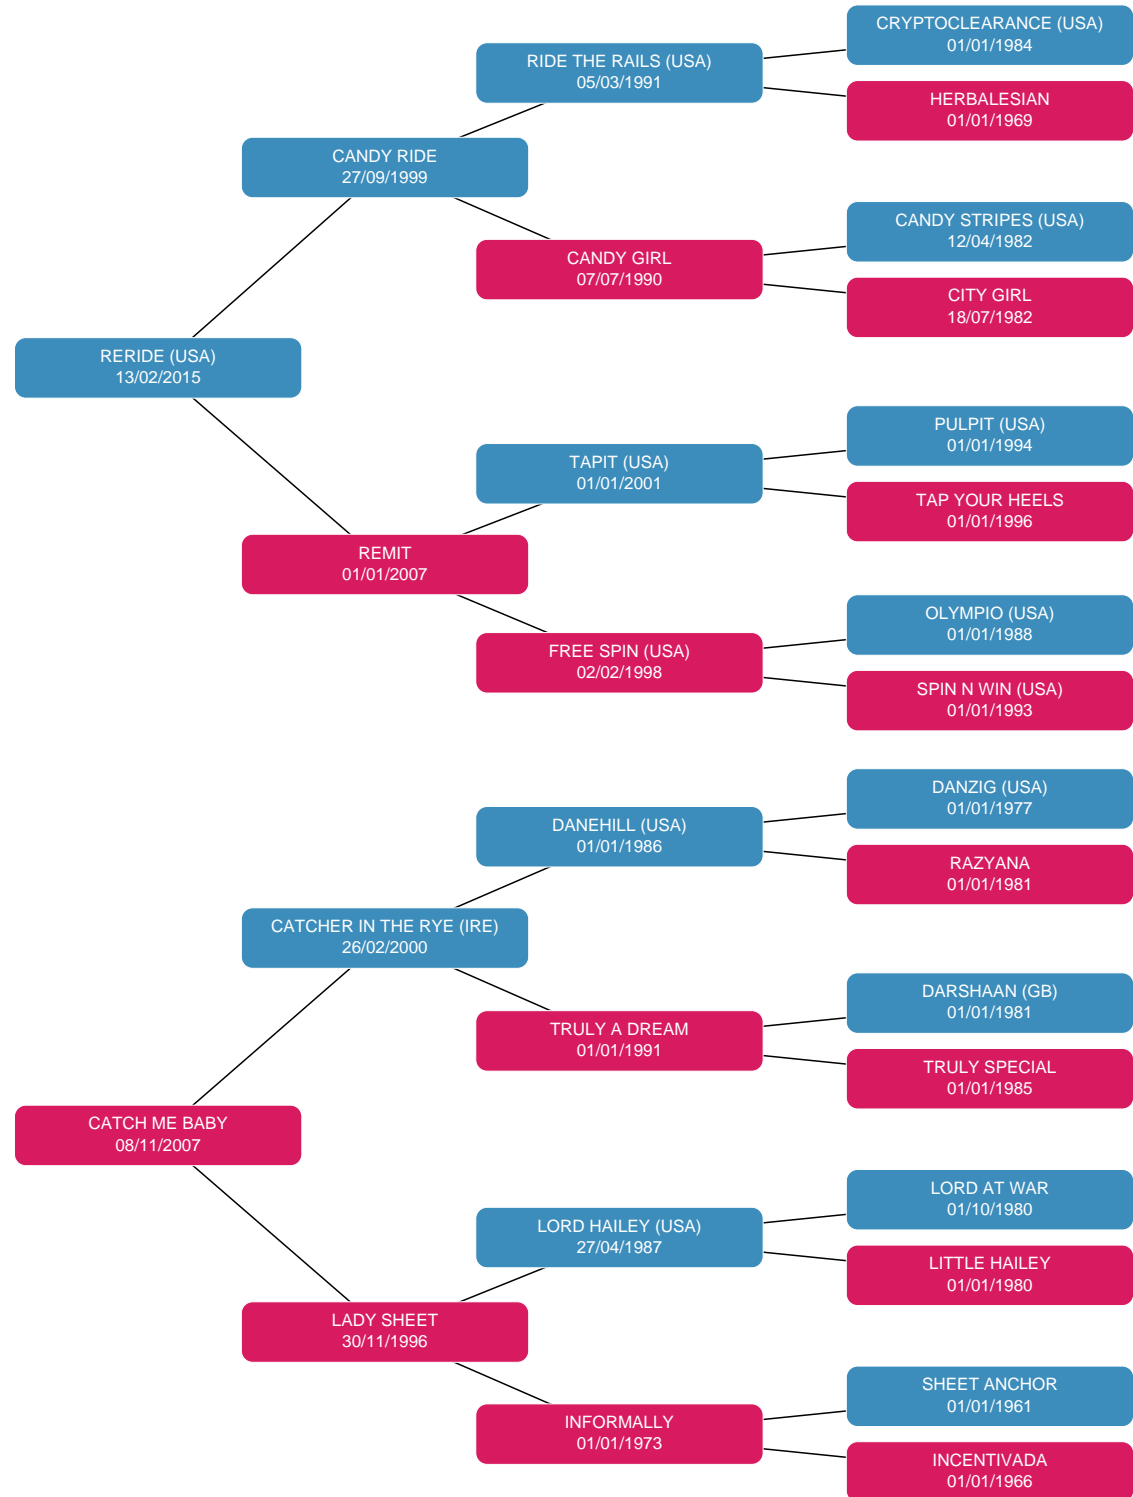 CRYPTOCLEARANCE (USA)
01/01/1984
RIDE THE RAILS (USA)
05/03/1991
HERBALESIAN
01/01/1969
CANDY RIDE
27/09/1999
CANDY STRIPES (USA)
12/04/1982
CANDY GIRL
07/07/1990
CITY GIRL
18/07/1982
RERIDE (USA)
13/02/2015
PULPIT (USA)
01/01/1994
TAPIT (USA)
01/01/2001
TAP YOUR HEELS
01/01/1996
REMIT
01/01/2007
OLYMPIO (USA)
01/01/1988
FREE SPIN (USA)
02/02/1998
SPIN N WIN (USA)
01/01/1993
DANZIG (USA)
01/01/1977
DANEHILL (USA)
01/01/1986
RAZYANA
01/01/1981
CATCHER IN THE RYE (IRE)
26/02/2000
DARSHAAN (GB)
01/01/1981
TRULY A DREAM
01/01/1991
TRULY SPECIAL
01/01/1985
CATCH ME BABY
08/11/2007
LORD AT WAR
01/10/1980
LORD HAILEY (USA)
27/04/1987
LITTLE HAILEY
01/01/1980
LADY SHEET
30/11/1996
SHEET ANCHOR
01/01/1961
INFORMALLY
01/01/1973
INCENTIVADA
01/01/1966